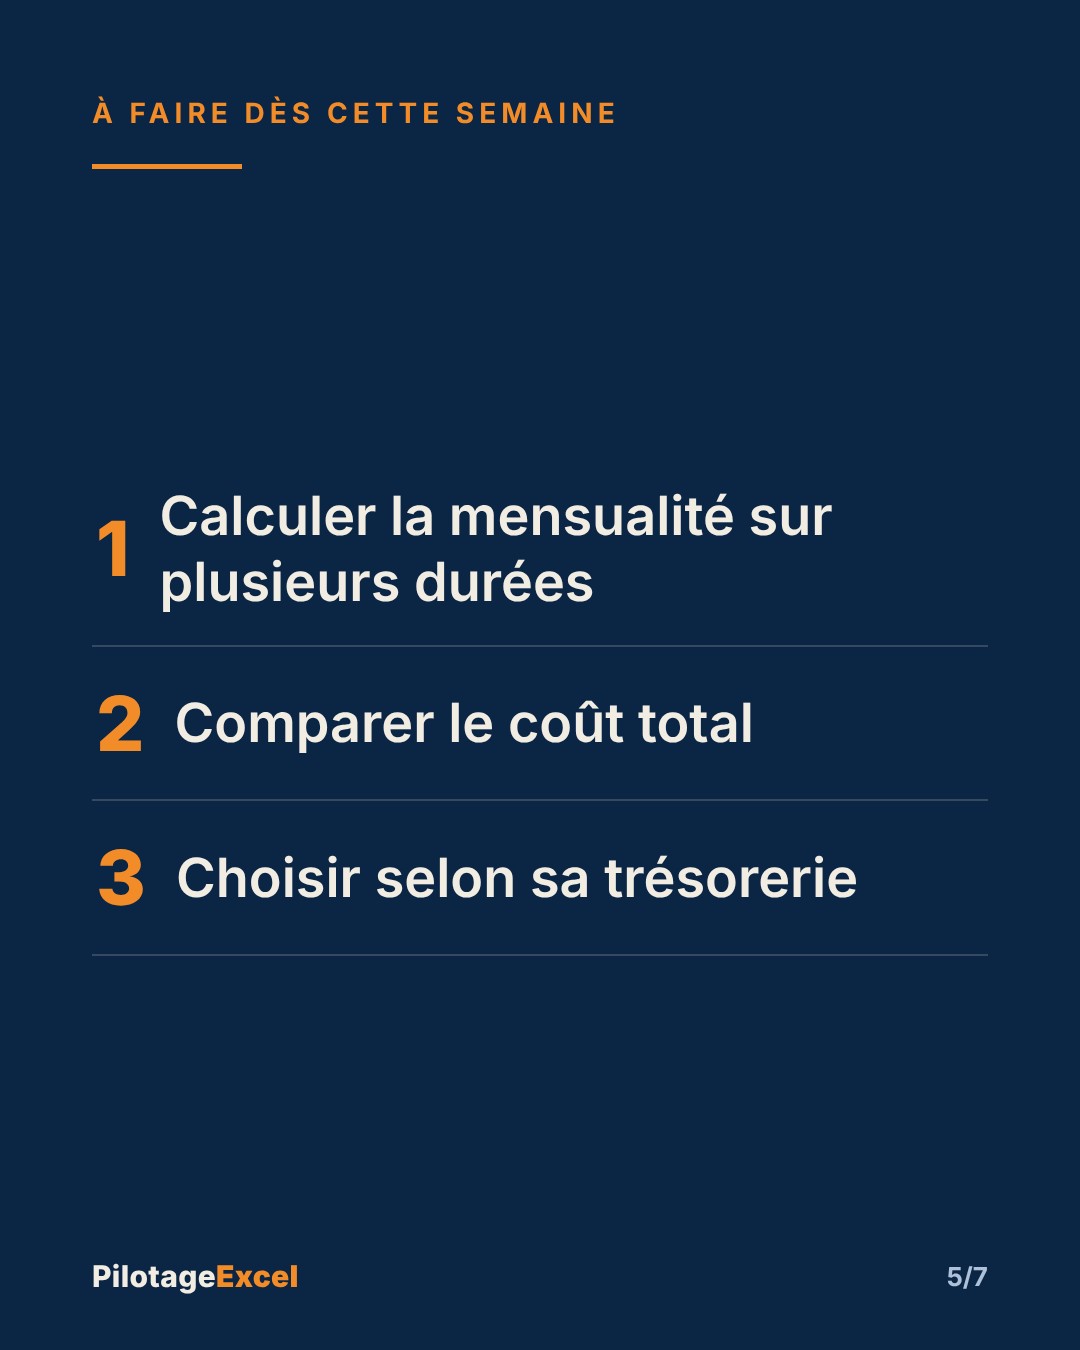 À FAIRE DÈS CETTE SEMAINE
1 Calculer la mensualité sur
plusieurs durées
2 Comparer le coût total
3 Choisir selon sa trésorerie
PilotageExcel
5/7